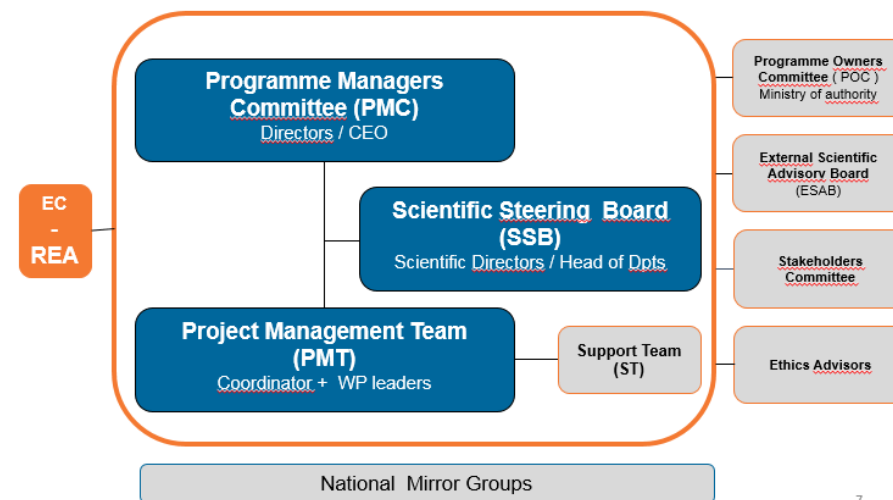 Programme Managers
Committee (PMC)
Directors / CEO
EC
-
REA
Scientific Steering Board
(SSB)
Scientific Directors / Head of Dpts
Project Management Team
(PMT)
Coordinator + WP leaders
Support Team
(ST)
Programme Owners
Committee ( POC )
Ministry of authority
External Scientific
Advisory Board
(ESAB)
Stakeholders
Committee
Ethics Advisors
National Mirror Groups